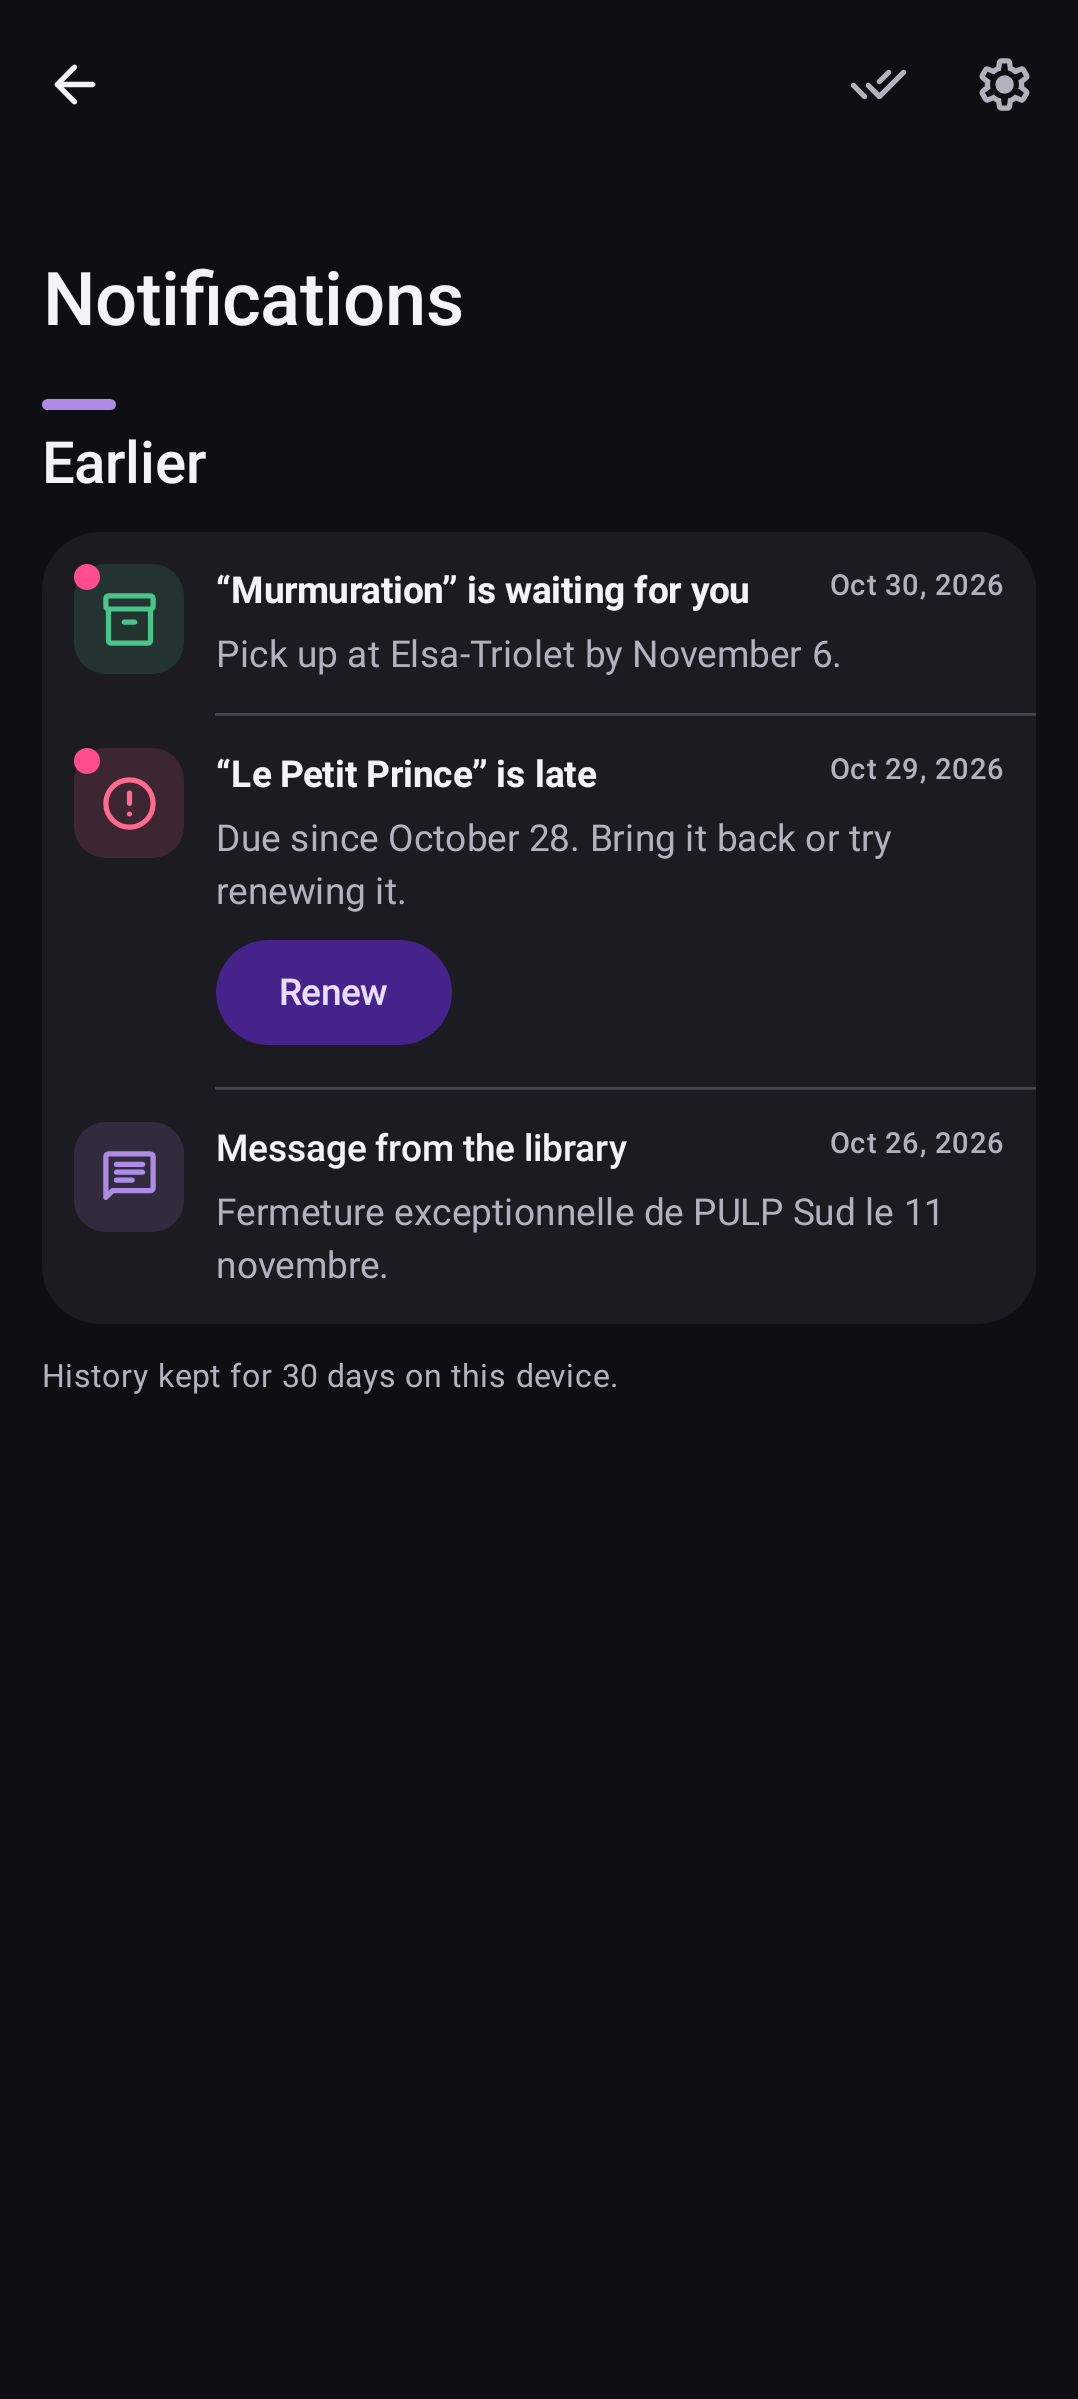 Notifications
Earlier
“Murmuration” is waiting for you
Oct 30, 2026
Pick up at Elsa-Triolet by November 6.
“Le Petit Prince” is late
Oct 29, 2026
Due since October 28. Bring it back or try
renewing it.
Renew
Message from the library
Oct 26, 2026
Fermeture exceptionnelle de PULP Sud le 11
novembre.
History kept for 30 days on this device.